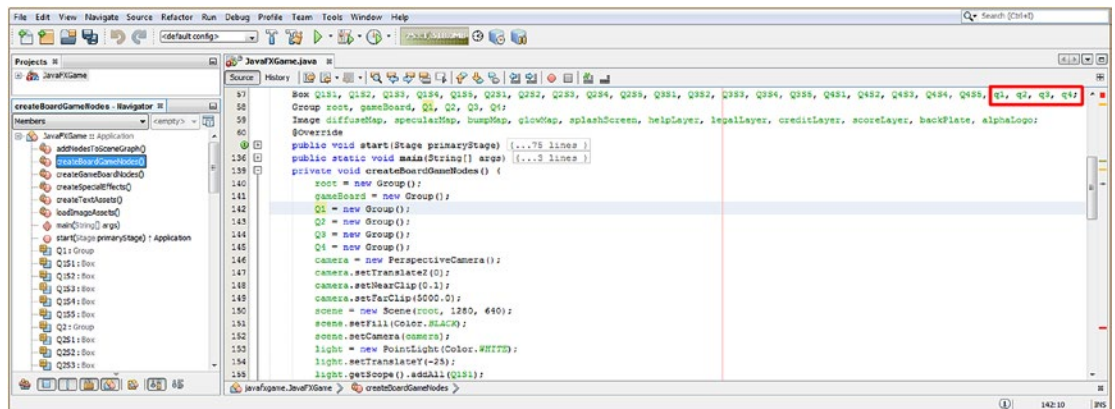 File Edit View Navigate Source Refactor Run Debug Profile Team Tools Window Help
Search (Ctrl+I)
<default config>
Projects
JavaFXGame
JavaFXGame.java
Source History
createBoardGameNodes - Navigator
Members <empty>
JavaFXGame :: Application
addNodesToSceneGraph()
createBoardGameNodes()
createGameBoardNodes()
createSpecialEffects()
createTextAssets()
loadImageAssets()
main(String[] args)
start(Stage primaryStage) ↑ Application
Q1 : Group
Q1S1 : Box
Q1S2 : Box
Q1S3 : Box
Q1S4 : Box
Q1S5 : Box
Q2 : Group
Q2S1 : Box
Q2S2 : Box
Q2S3 : Box
57 Box Q1S1, Q1S2, Q1S3, Q1S4, Q1S5, Q2S1, Q2S2, Q2S3, Q2S4, Q2S5, Q3S1, Q3S2, Q3S3, Q3S4, Q3S5, Q4S1, Q4S2, Q4S3, Q4S4, Q4S5, q1, q2, q3, q4;
58 Group root, gameBoard, Q1, Q2, Q3, Q4;
59 Image diffuseMap, specularMap, bumpMap, glowMap, splashScreen, helpLayer, legalLayer, creditLayer, scoreLayer, backPlate, alphaLogo;
60 @Override
public void start(Stage primaryStage) {...75 lines }
136 public static void main(String[] args) {...3 lines }
139 private void createBoardGameNodes() {
140 root = new Group();
141 gameBoard = new Group();
142 Q1 = new Group();
143 Q2 = new Group();
144 Q3 = new Group();
145 Q4 = new Group();
146 camera = new PerspectiveCamera();
147 camera.setTranslateZ(0);
148 camera.setNearClip(0.1);
149 camera.setFarClip(5000.0);
150 scene = new Scene(root, 1280, 640);
151 scene.setFill(Color.BLACK);
152 scene.setCamera(camera);
153 light = new PointLight(Color.WHITE);
154 light.setTranslateY(-25);
155 light.getScope().addAll(Q1S1);
javafxgame.JavaFXGame createBoardGameNodes
142:10 INS